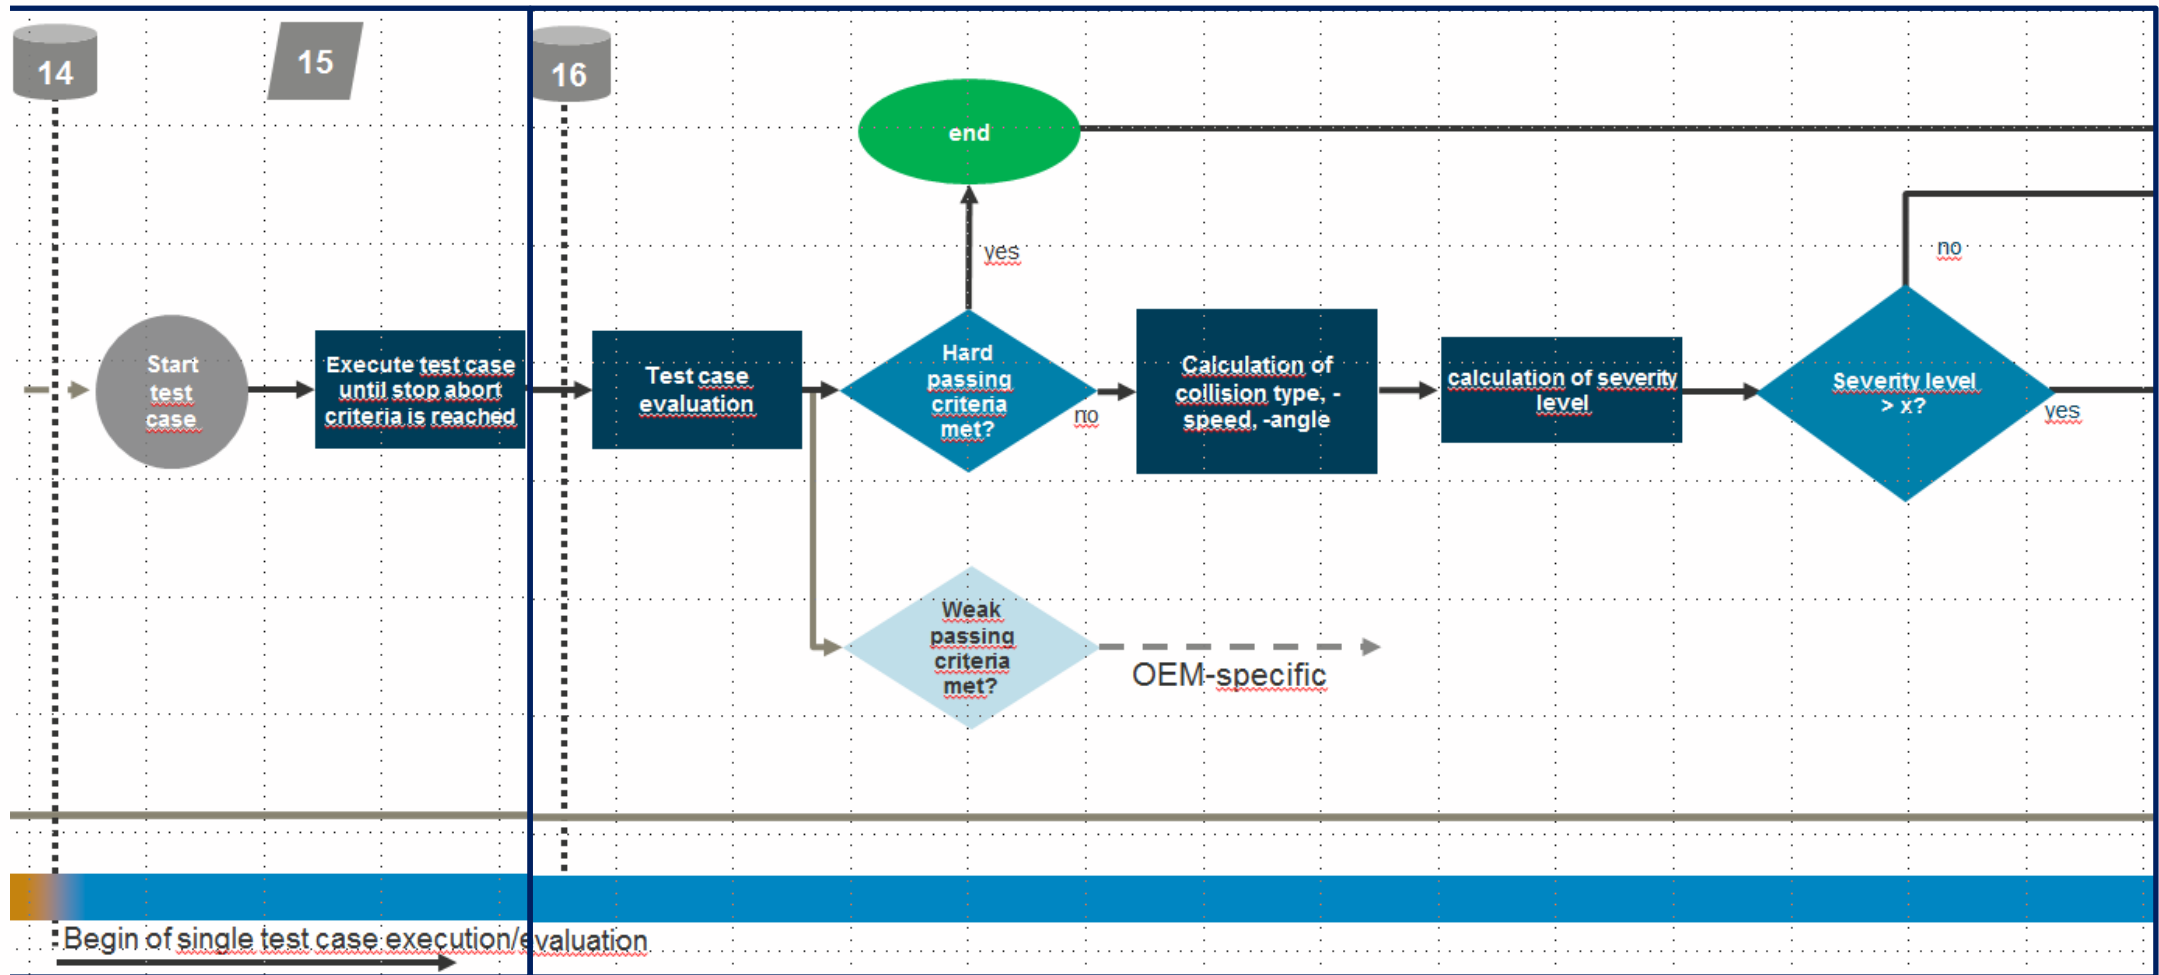 14
15
16
end
yes
no
Start
test
case
Execute test case
until stop abort
criteria is reached
Test case
evaluation
Hard
passing
criteria
met?
no
Calculation of
collision type, -
speed, -angle
calculation of severity
level
Severity level
> x?
yes
Weak
passing
criteria
met?
OEM-specific
Begin of single test case execution/evaluation